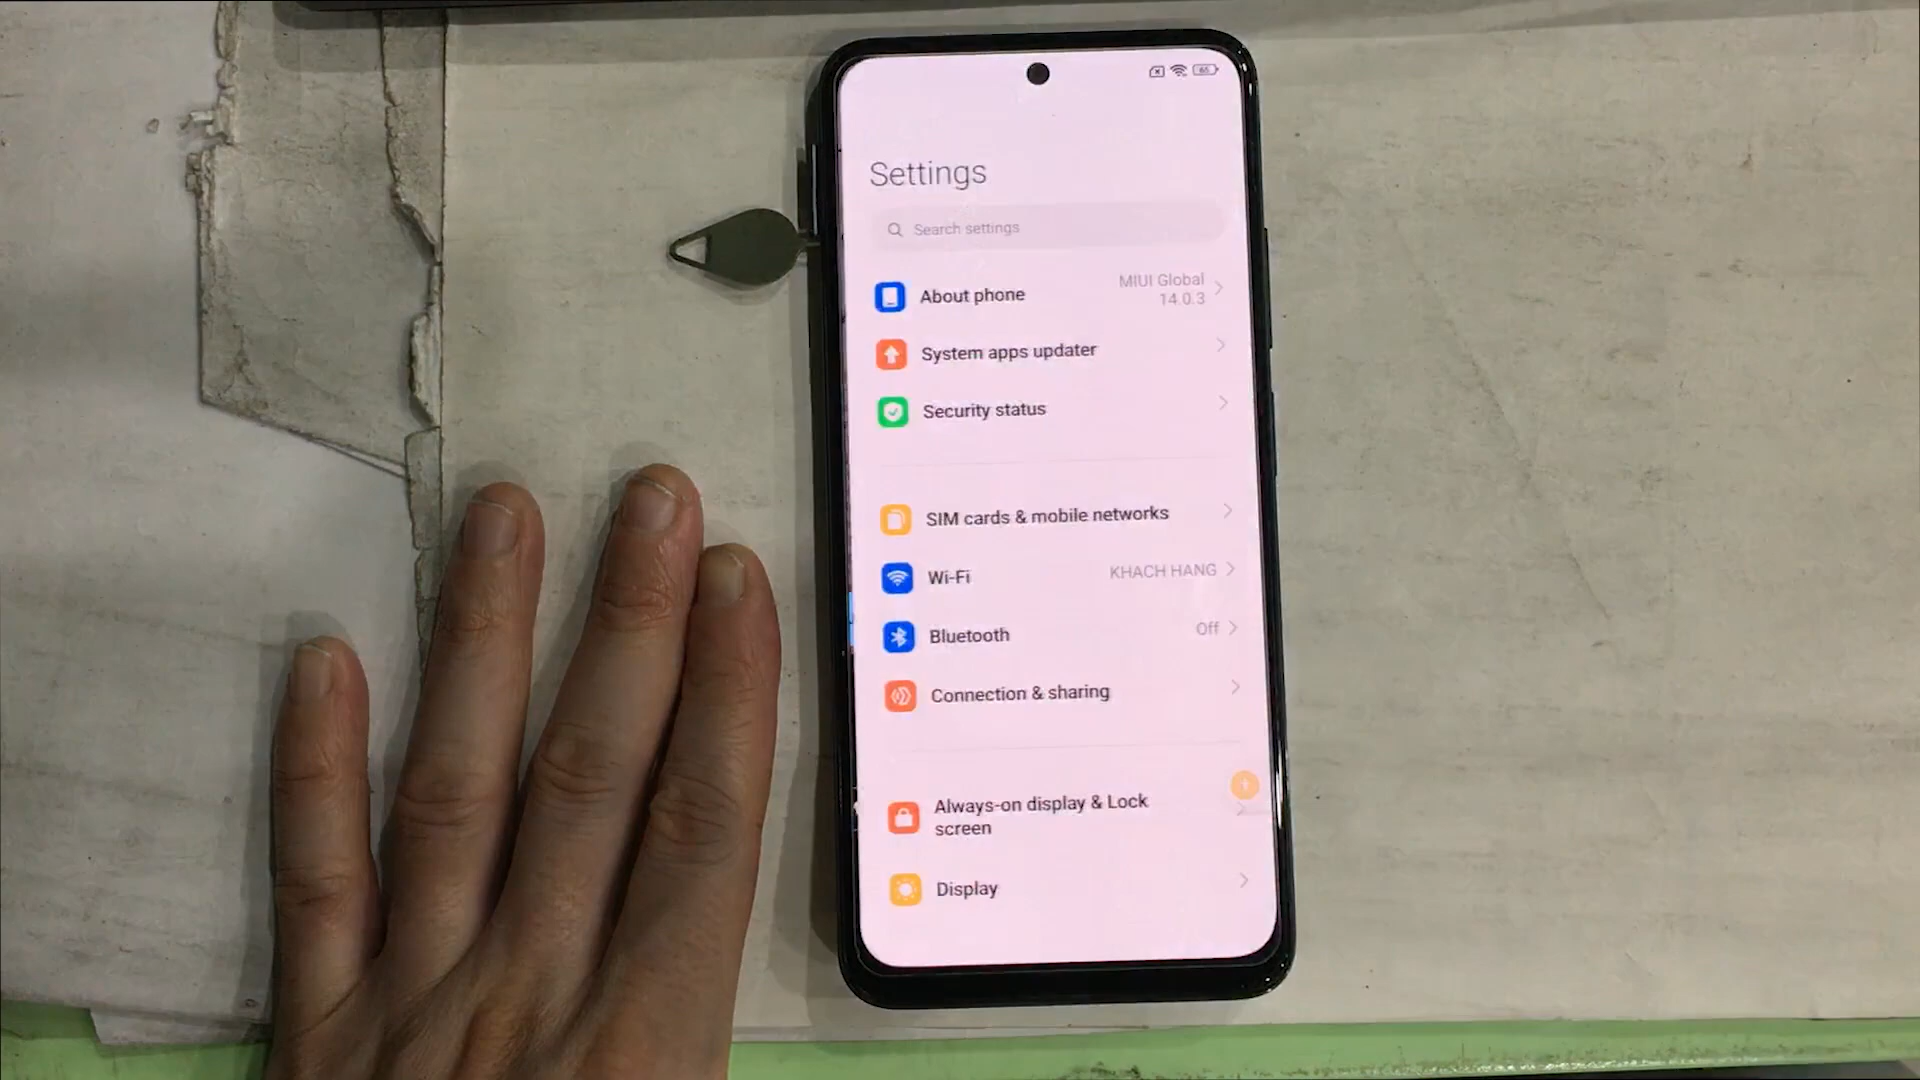 65
Settings
Search settings
About phone
MIUI Global
14.0.3
System apps updater
Security status
SIM cards & mobile networks
Wi-Fi
KHACH HANG
Bluetooth
Off
Connection & sharing
Always-on display & Lock
screen
Display